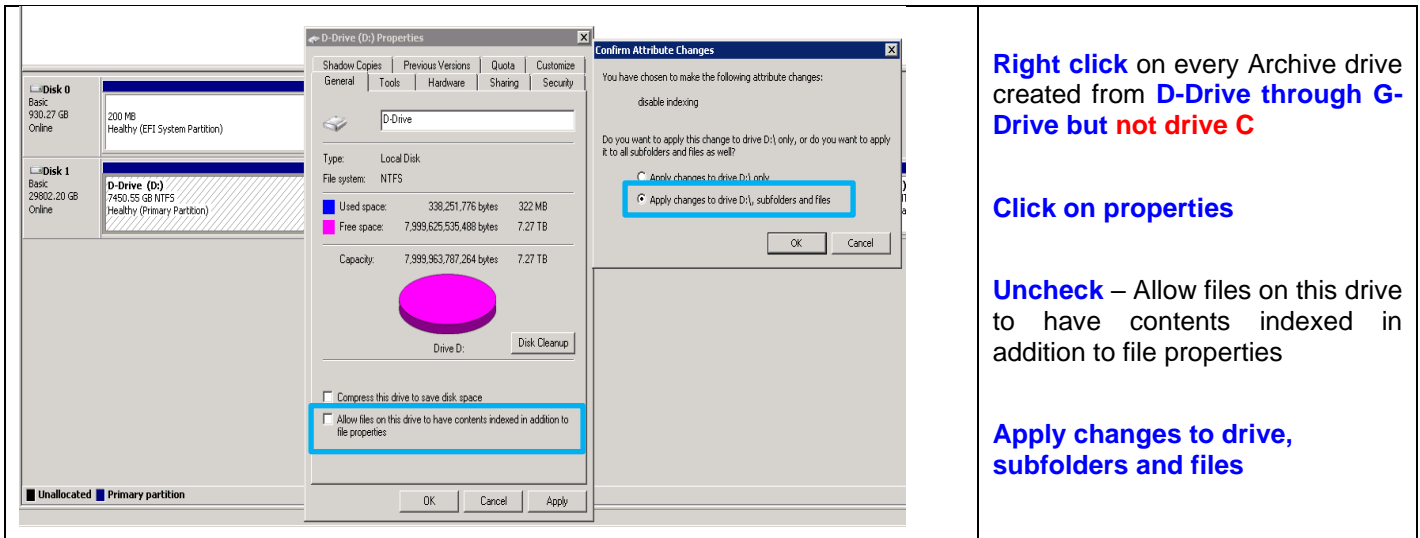 Disk 0
Basic
930.27 GB
Online
200 MB
Healthy (EFI System Partition)
Disk 1
Basic
29802.20 GB
Online
D-Drive (D:)
7450.55 GB NTFS
Healthy (Primary Partition)
Unallocated Primary partition
D-Drive (D:) Properties
Shadow Copies Previous Versions Quota Customize
General Tools Hardware Sharing Security
D-Drive
Type: Local Disk
File system: NTFS
Used space: 338,251,776 bytes 322 MB
Free space: 7,999,625,535,488 bytes 7.27 TB
Capacity: 7,999,963,787,264 bytes 7.27 TB
Drive D:
Disk Cleanup
Compress this drive to save disk space
Allow files on this drive to have contents indexed in addition to
file properties
OK Cancel Apply
Confirm Attribute Changes
You have chosen to make the following attribute changes:
disable indexing
Do you want to apply this change to drive D:\ only, or do you want to apply
it to all subfolders and files as well?
Apply changes to drive D:\ only
Apply changes to drive D:\, subfolders and files
OK Cancel
Right click on every Archive drive
created from D-Drive through G-
Drive but not drive C
Click on properties
Uncheck – Allow files on this drive
to have contents indexed in
addition to file properties
Apply changes to drive,
subfolders and files